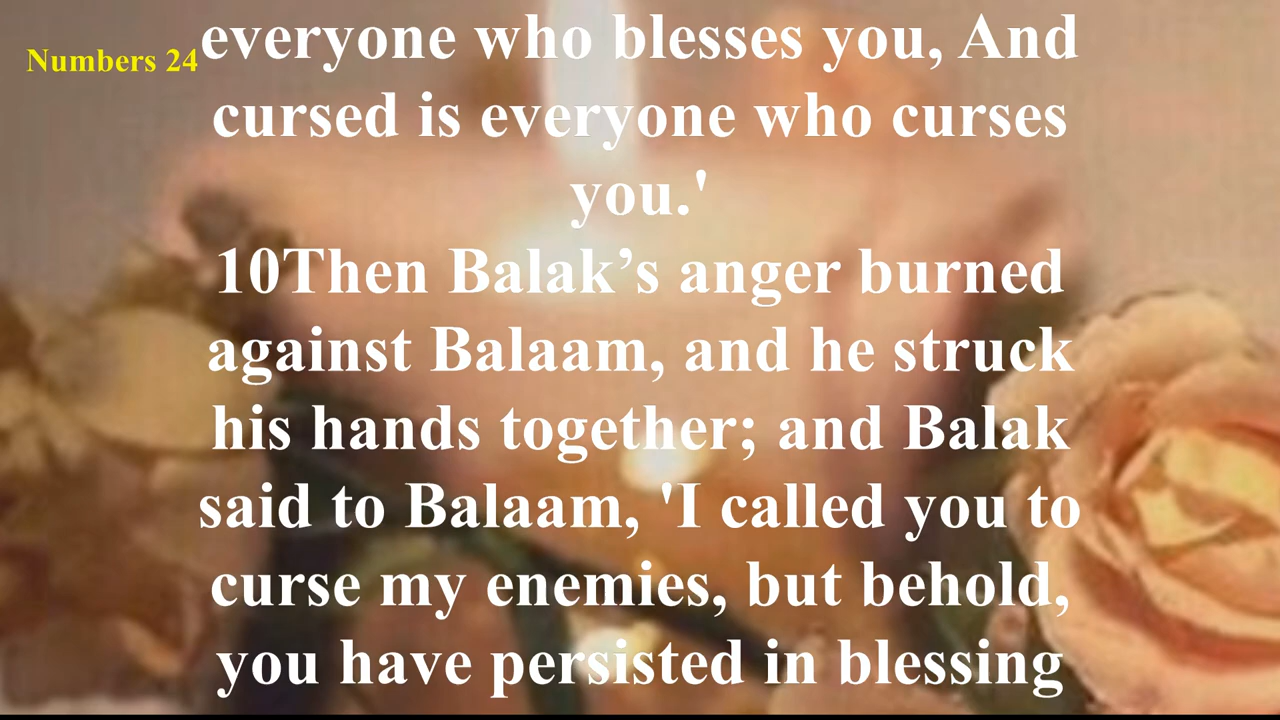 Numbers 24
everyone who blesses you, And
cursed is everyone who curses
you.'
10Then Balak’s anger burned
against Balaam, and he struck
his hands together; and Balak
said to Balaam, 'I called you to
curse my enemies, but behold,
you have persisted in blessing